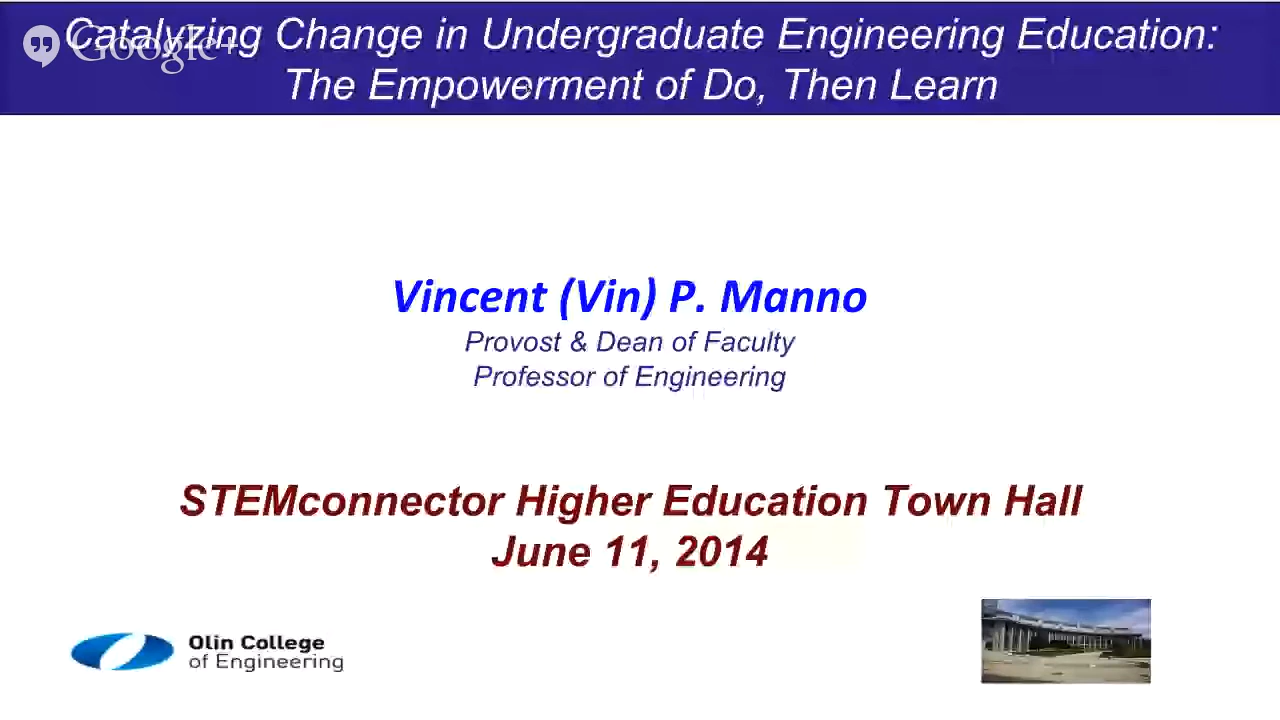 Catalyzing Change in Undergraduate Engineering Education:
Google+
The Empowerment of Do, Then Learn
Vincent (Vin) P. Manno
Provost & Dean of Faculty
Professor of Engineering
STEMconnector Higher Education Town Hall
June 11, 2014
Olin College
of Engineering